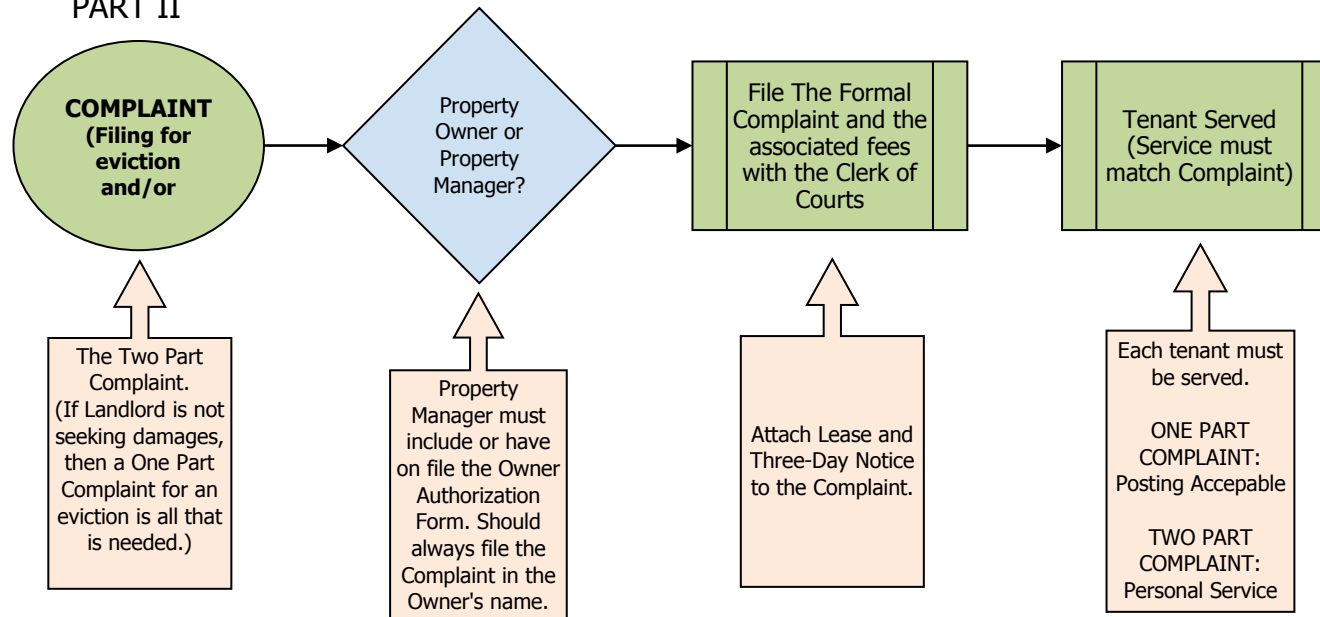 PART II
COMPLAINT
(Filing for
eviction
and/or
Property
Owner or
Property
Manager?
File The Formal
Complaint and the
associated fees
with the Clerk of
Courts
Tenant Served
(Service must
match Complaint)
The Two Part
Complaint.
(If Landlord is not
seeking damages,
then a One Part
Complaint for an
eviction is all that
is needed.)
Property
Manager must
include or have
on file the Owner
Authorization
Form. Should
always file the
Complaint in the
Owner's name.
Attach Lease and
Three-Day Notice
to the Complaint.
Each tenant must
be served.
ONE PART
COMPLAINT:
Posting Accepable
TWO PART
COMPLAINT:
Personal Service